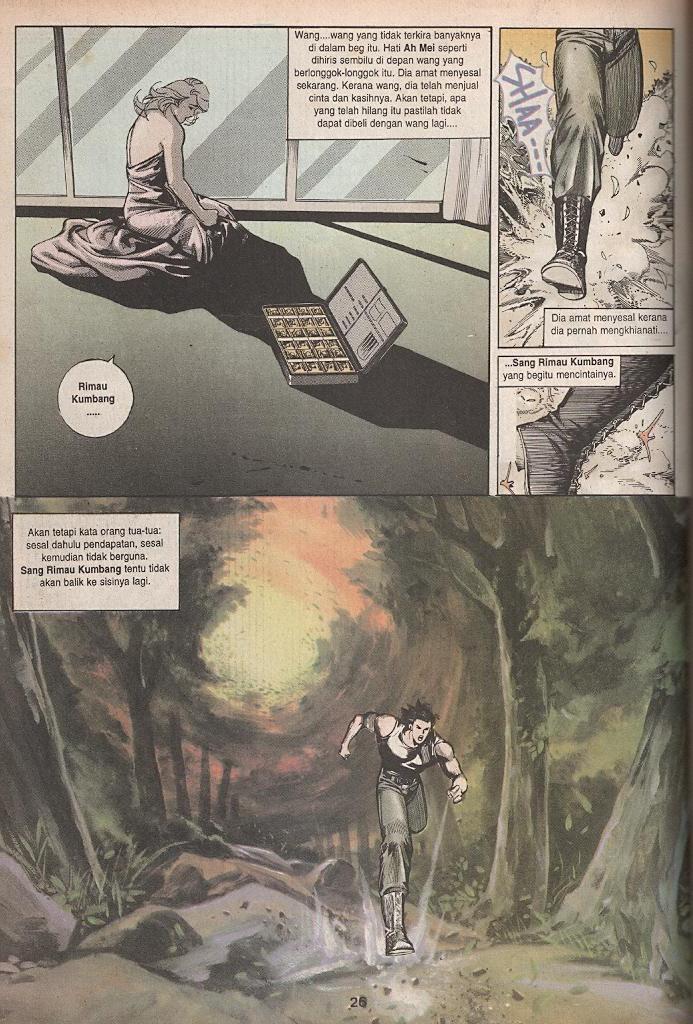 Wang....wang yang tidak terkira banyaknya
di dalam beg itu. Hati Ah Mei seperti
dihiris sembilu di depan wang yang
berlonggok-longgok itu. Dia amat menyesal
sekarang. Kerana wang, dia telah menjual
cinta dan kasihnya. Akan tetapi, apa
yang telah hilang itu pastilah tidak
dapat dibeli dengan wang lagi....
Rimau
Kumbang
.....
SHAA---
Dia amat menyesal kerana
dia pernah mengkhianati....
...Sang Rimau Kumbang
yang begitu mencintainya.
Akan tetapi kata orang tua-tua:
sesal dahulu pendapatan, sesal
kemudian tidak berguna.
Sang Rimau Kumbang tentu tidak
akan balik ke sisinya lagi.
26